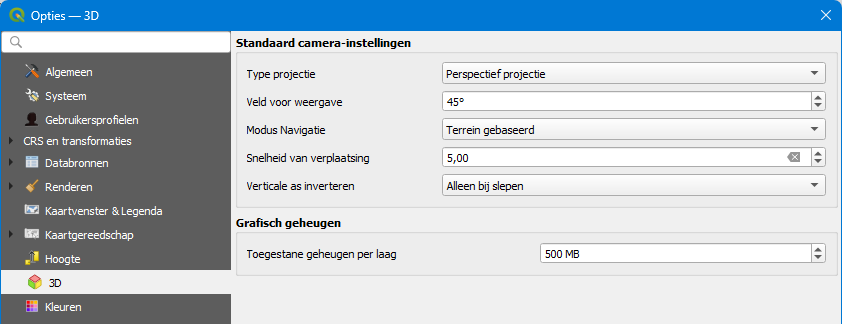 Opties — 3D
Algemeen
Systeem
Gebruikersprofielen
CRS en transformaties
Databronnen
Renderen
Kaartvenster & Legenda
Kaartgereedschap
Hoogte
3D
Kleuren
Standaard camera-instellingen
Type projectie Perspectief projectie
Veld voor weergave 45°
Modus Navigatie Terrein gebaseerd
Snelheid van verplaatsing 5,00
Verticale as inverteren Alleen bij slepen
Grafisch geheugen
Toegestane geheugen per laag 500 MB